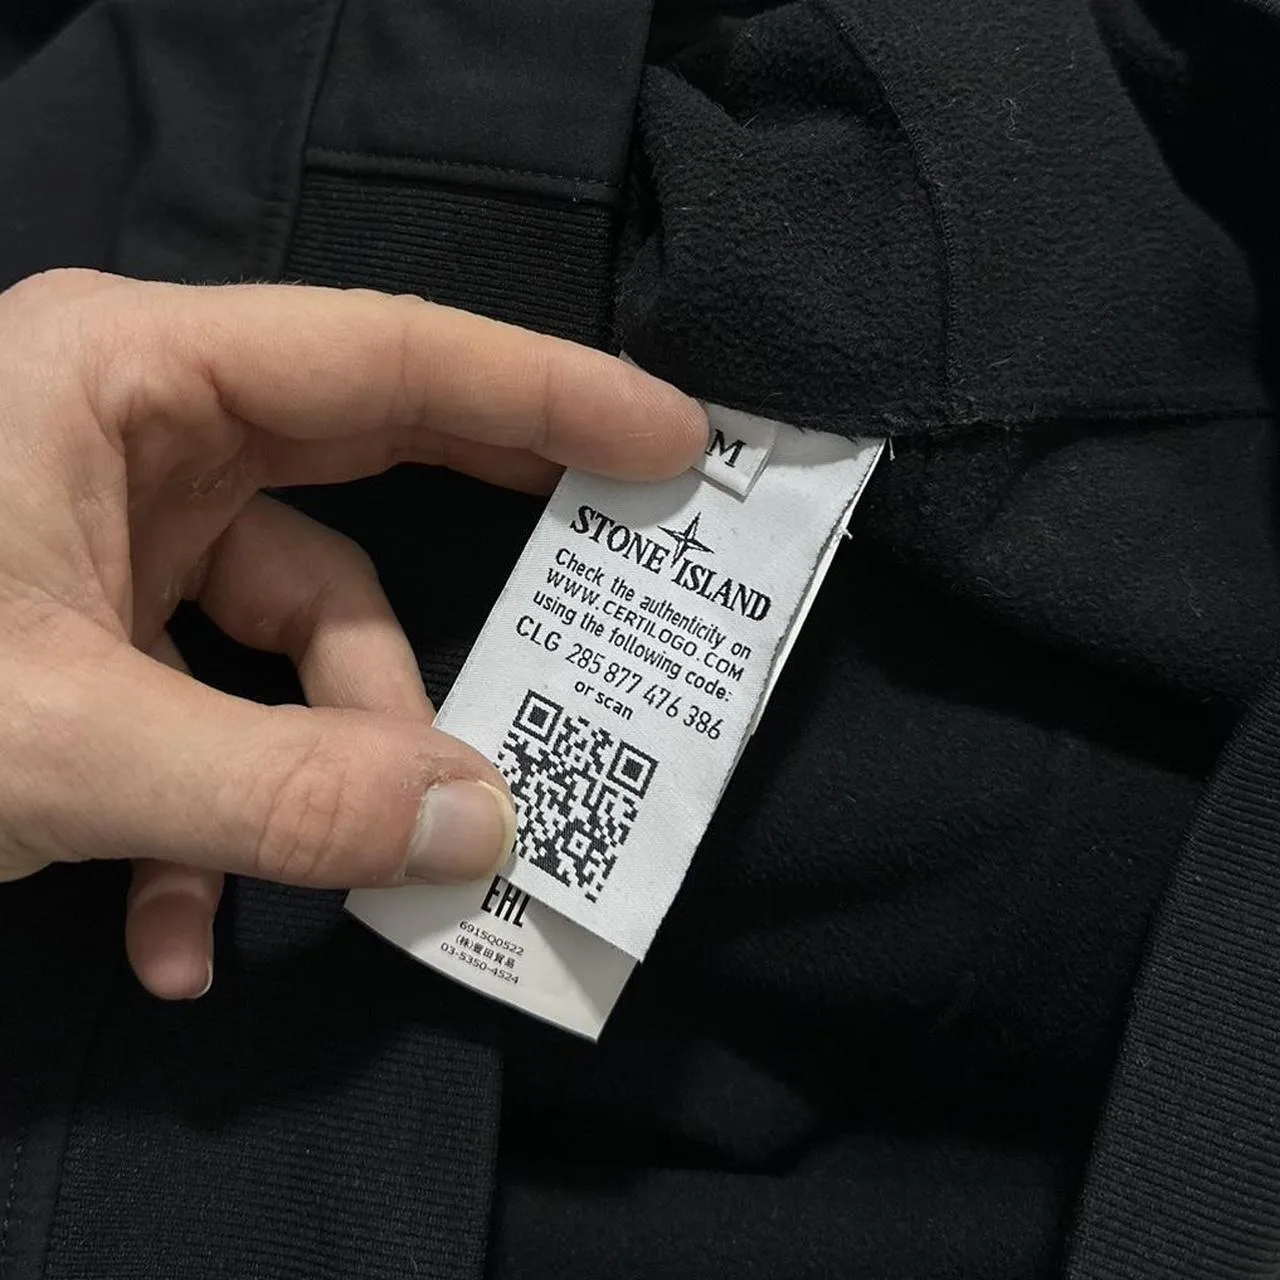 M
STONE ISLAND
Check the authenticity on
WWW.CERTILOGO.COM
using the following code:
CLG 285 877 476 386
or scan
EAC
6915Q0522
(株)豊田貿易
03-5350-4524